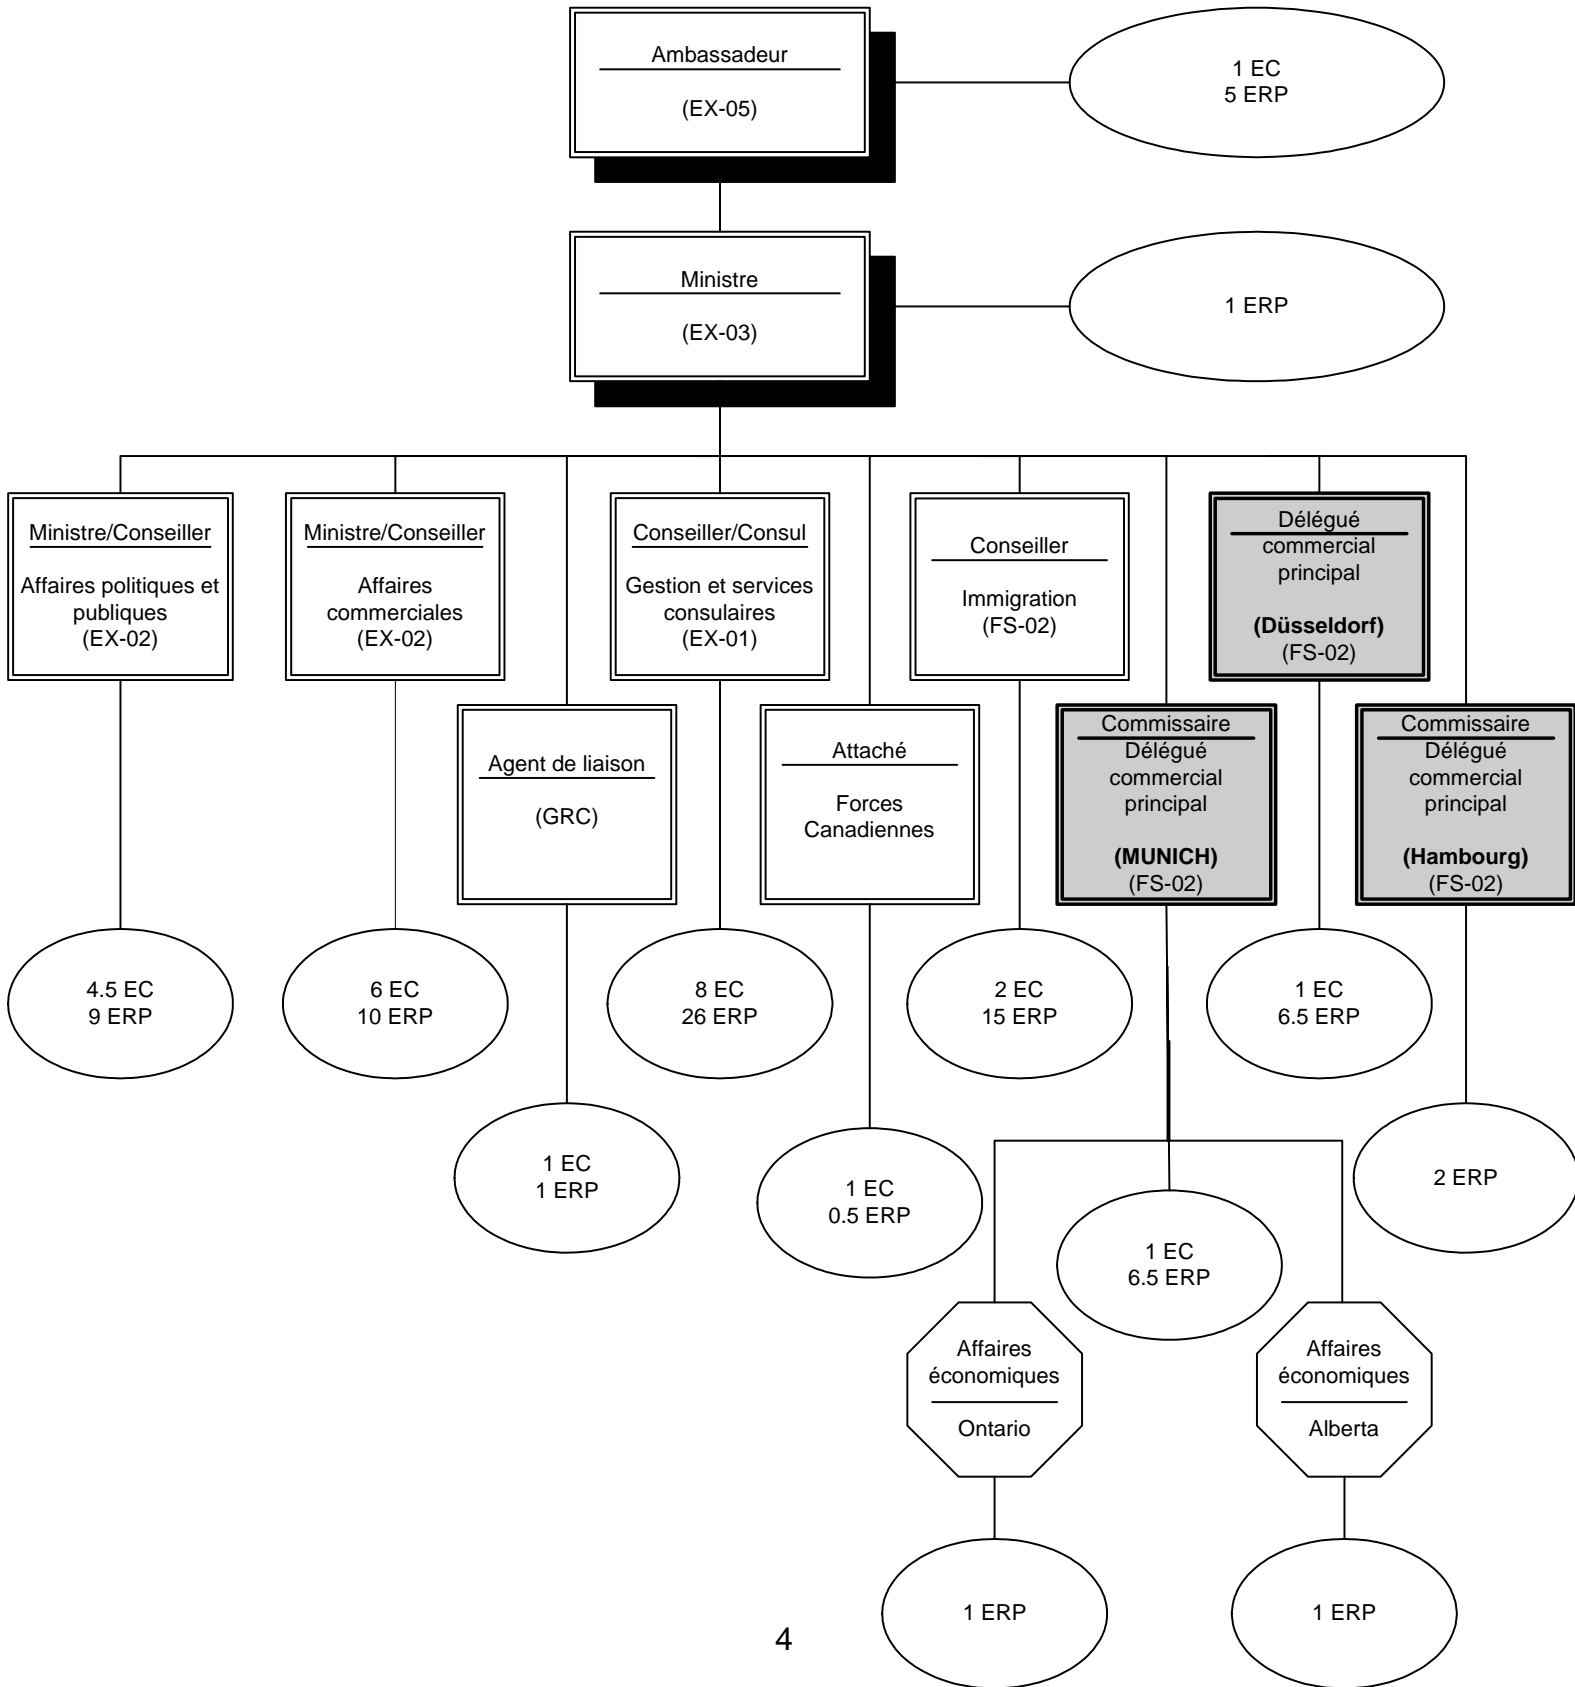 Ambassadeur
(EX-05)
1 EC
5 ERP
Ministre
(EX-03)
1 ERP
Ministre/Conseiller
Affaires politiques et
publiques
(EX-02)
Ministre/Conseiller
Affaires
commerciales
(EX-02)
Conseiller/Consul
Gestion et services
consulaires
(EX-01)
Conseiller
Immigration
(FS-02)
Délégué
commercial
principal
(Düsseldorf)
(FS-02)
Agent de liaison
(GRC)
Attaché
Forces
Canadiennes
Commissaire
Délégué
commercial
principal
(MUNICH)
(FS-02)
Commissaire
Délégué
commercial
principal
(Hambourg)
(FS-02)
4.5 EC
9 ERP
6 EC
10 ERP
8 EC
26 ERP
2 EC
15 ERP
1 EC
6.5 ERP
1 EC
1 ERP
1 EC
0.5 ERP
1 EC
6.5 ERP
2 ERP
Affaires
économiques
Ontario
Affaires
économiques
Alberta
1 ERP
1 ERP
4